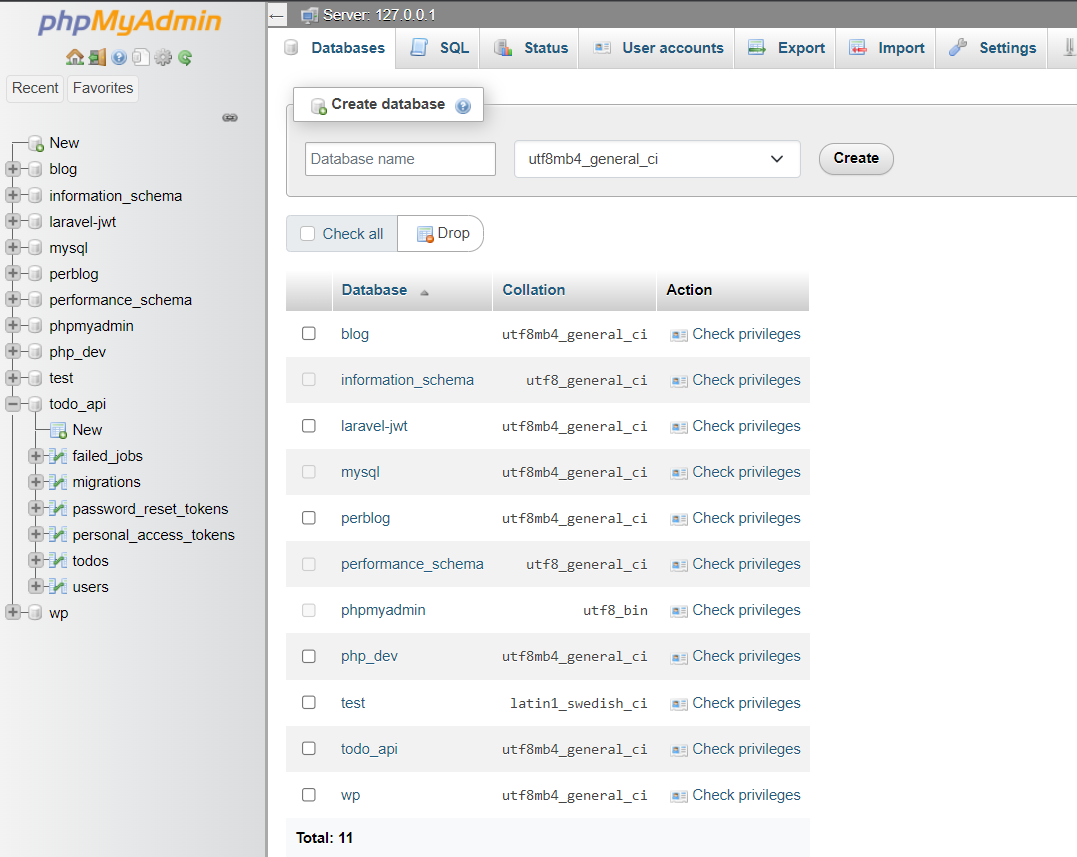 phpMyAdmin
Recent Favorites
New
blog
information_schema
laravel-jwt
mysql
perblog
performance_schema
phpmyadmin
php_dev
test
todo_api
New
failed_jobs
migrations
password_reset_tokens
personal_access_tokens
todos
users
wp
Server: 127.0.0.1
Databases SQL Status User accounts Export Import Settings
Create database
Database name utf8mb4_general_ci Create
Check all Drop
Database Collation Action
blog utf8mb4_general_ci Check privileges
information_schema utf8_general_ci Check privileges
laravel-jwt utf8mb4_general_ci Check privileges
mysql utf8mb4_general_ci Check privileges
perblog utf8mb4_general_ci Check privileges
performance_schema utf8_general_ci Check privileges
phpmyadmin utf8_bin Check privileges
php_dev utf8mb4_general_ci Check privileges
test latin1_swedish_ci Check privileges
todo_api utf8mb4_general_ci Check privileges
wp utf8mb4_general_ci Check privileges
Total: 11